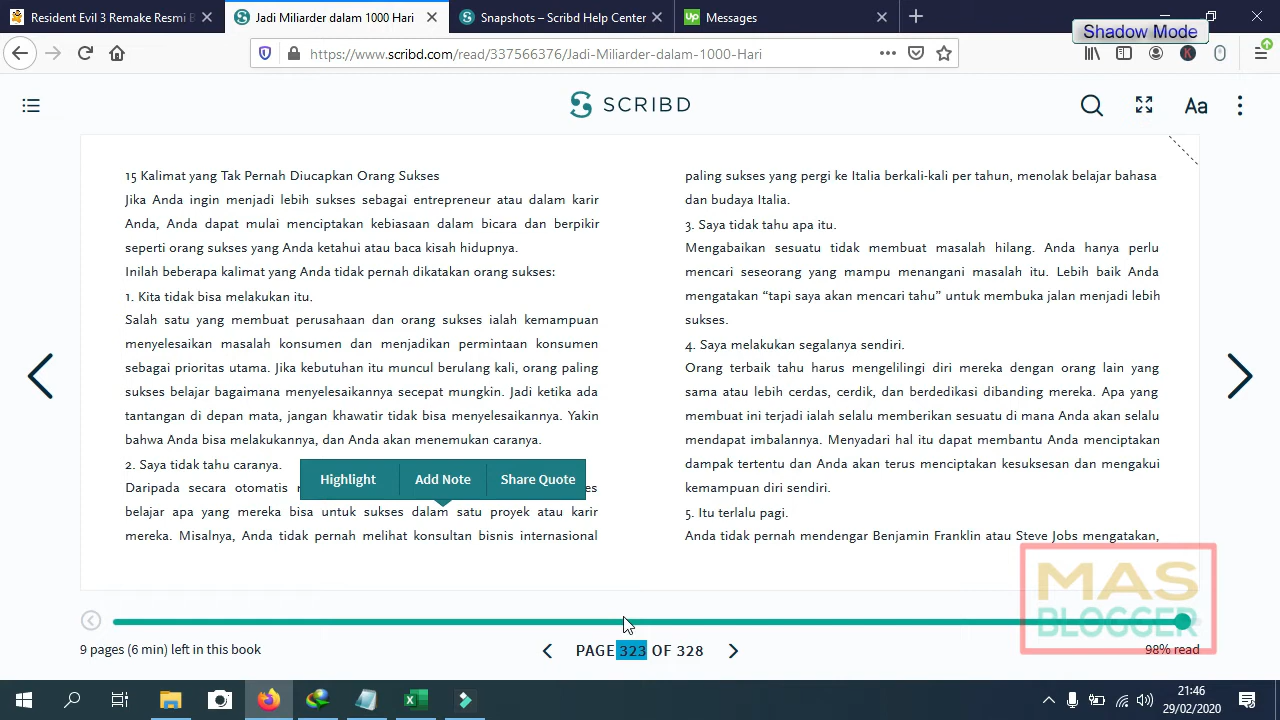 Resident Evil 3 Remake Resmi B
Jadi Miliarder dalam 1000 Hari
Snapshots – Scribd Help Center
Up Messages
Shadow Mode
https://www.scribd.com/read/337566376/Jadi-Miliarder-dalam-1000-Hari
K
SCRIBD
Aa
15 Kalimat yang Tak Pernah Diucapkan Orang Sukses
Jika Anda ingin menjadi lebih sukses sebagai entrepreneur atau dalam karir
Anda, Anda dapat mulai menciptakan kebiasaan dalam bicara dan berpikir
seperti orang sukses yang Anda ketahui atau baca kisah hidupnya.
Inilah beberapa kalimat yang Anda tidak pernah dikatakan orang sukses:
1. Kita tidak bisa melakukan itu.
Salah satu yang membuat perusahaan dan orang sukses ialah kemampuan
menyelesaikan masalah konsumen dan menjadikan permintaan konsumen
sebagai prioritas utama. Jika kebutuhan itu muncul berulang kali, orang paling
sukses belajar bagaimana menyelesaikannya secepat mungkin. Jadi ketika ada
tantangan di depan mata, jangan khawatir tidak bisa menyelesaikannya. Yakin
bahwa Anda bisa melakukannya, dan Anda akan menemukan caranya.
2. Saya tidak tahu caranya.
Highlight Add Note Share Quote
Daripada secara otomatis
belajar apa yang mereka bisa untuk sukses dalam satu proyek atau karir
mereka. Misalnya, Anda tidak pernah melihat konsultan bisnis internasional
paling sukses yang pergi ke Italia berkali-kali per tahun, menolak belajar bahasa
dan budaya Italia.
3. Saya tidak tahu apa itu.
Mengabaikan sesuatu tidak membuat masalah hilang. Anda hanya perlu
mencari seseorang yang mampu menangani masalah itu. Lebih baik Anda
mengatakan “tapi saya akan mencari tahu” untuk membuka jalan menjadi lebih
sukses.
4. Saya melakukan segalanya sendiri.
Orang terbaik tahu harus mengelilingi diri mereka dengan orang lain yang
sama atau lebih cerdas, cerdik, dan berdedikasi dibanding mereka. Apa yang
membuat ini terjadi ialah selalu memberikan sesuatu di mana Anda akan selalu
mendapat imbalannya. Menyadari hal itu dapat membantu Anda menciptakan
dampak tertentu dan Anda akan terus menciptakan kesuksesan dan mengakui
kemampuan diri sendiri.
5. Itu terlalu pagi.
Anda tidak pernah mendengar Benjamin Franklin atau Steve Jobs mengatakan,
MAS
BLOGGER
9 pages (6 min) left in this book
PAGE 323 OF 328
98% read
21:46
29/02/2020